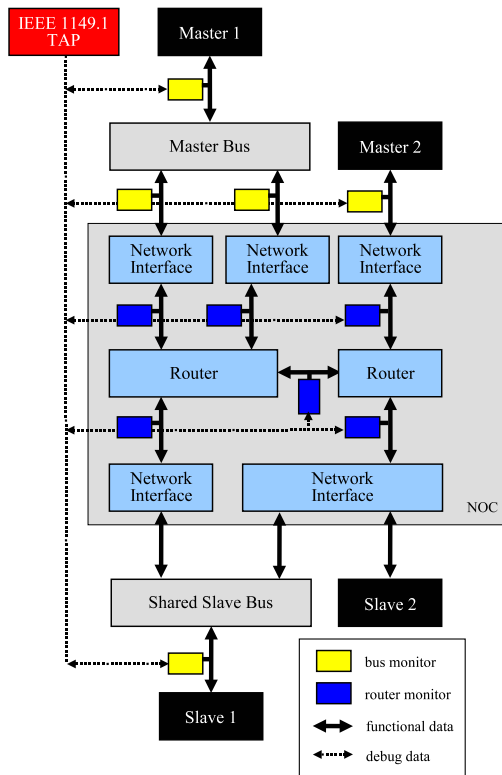 IEEE 1149.1
TAP
Master 1
Master Bus
Master 2
Network
Interface
Network
Interface
Network
Interface
Router
Router
Network
Interface
Network
Interface
NOC
Shared Slave Bus
Slave 2
Slave 1
bus monitor
router monitor
functional data
debug data